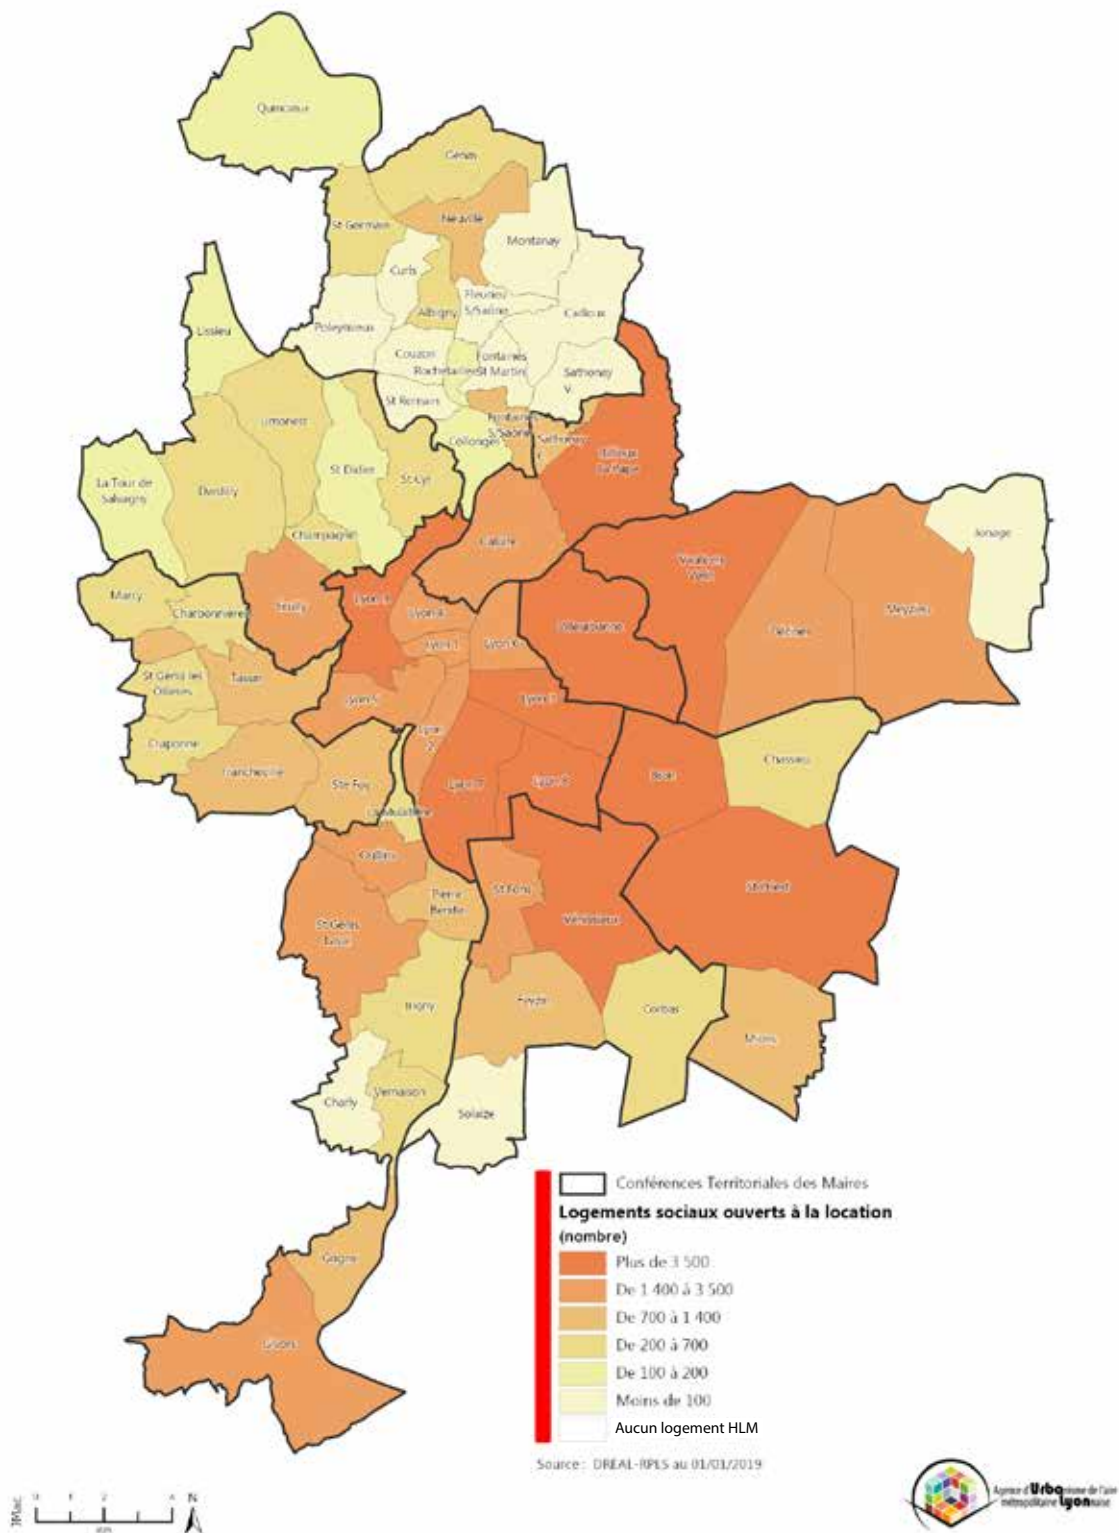 Quincieux
Genay
Neuville
St Germain
Montanay
Curis
Fleurieu
S/Saône
Albigny
Cailloux
Poleymieux
Lissieu
Couzon
Fontaines
St Martin
Rochetaillée
Sathonay
V.
St Romain
Limonest
Fontaines
S/Saône
Collonges
Sathonay
C.
Rillieux
La Pape
La Tour de
Salvagny
Dardilly
St Didier
St Cyr
Champagne
Caluire
Jonage
Vaulx en
Velin
Marcy
Charbonnières
Écully
Lyon 9
Lyon 4
Villeurbanne
Meyzieu
Décines
Lyon 1
Lyon 6
St Genis les
Ollières
Tassin
Lyon 5
Lyon 3
Lyon
2
Craponne
Francheville
Ste Foy
La Mulatière
Lyon 7
Lyon 8
Bron
Chassieu
Oullins
Pierre
Bénite
St Fons
St Priest
St Genis
Laval
Vénissieux
Irigny
Feyzin
Corbas
Mions
Charly
Vernaison
Solaize
Grigny
Givors
Conférences Territoriales des Maires
Logements sociaux ouverts à la location
(nombre)
Plus de 3 500
De 1 400 à 3 500
De 700 à 1 400
De 200 à 700
De 100 à 200
Moins de 100
Aucun logement HLM
Source : DREAL-RPLS au 01/01/2019
N
Agence d'Urbanisme de l'aire
métropolitaine Lyonnaise